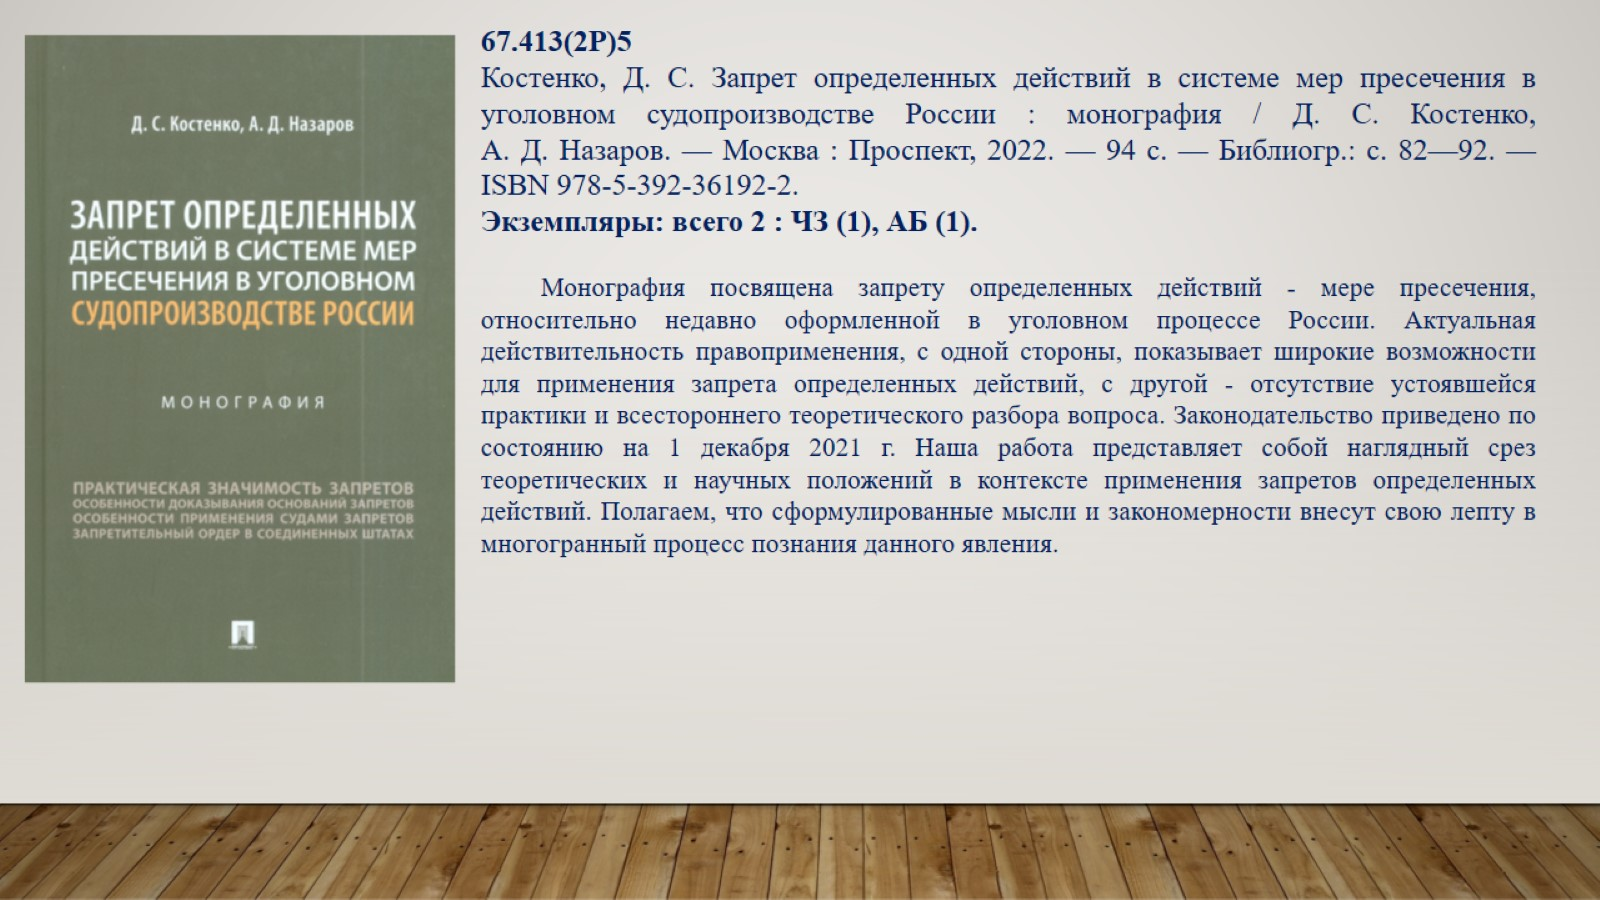 Д. С. Костенко, А. Д. Назаров
ЗАПРЕТ ОПРЕДЕЛЕННЫХ
ДЕЙСТВИЙ В СИСТЕМЕ МЕР
ПРЕСЕЧЕНИЯ В УГОЛОВНОМ
СУДОПРОИЗВОДСТВЕ РОССИИ
МОНОГРАФИЯ
ПРАКТИЧЕСКАЯ ЗНАЧИМОСТЬ ЗАПРЕТОВ
ОСОБЕННОСТИ ДОКАЗЫВАНИЯ ОСНОВАНИЙ ЗАПРЕТОВ
ОСОБЕННОСТИ ПРИМЕНЕНИЯ СУДАМИ ЗАПРЕТОВ
ЗАПРЕТИТЕЛЬНЫЙ ОРДЕР В СОЕДИНЕННЫХ ШТАТАХ
67.413(2Р)5
Костенко, Д. С. Запрет определенных действий в системе мер пресечения в
уголовном судопроизводстве России : монография / Д. С. Костенко,
А. Д. Назаров. — Москва : Проспект, 2022. — 94 с. — Библиогр.: с. 82—92. —
ISBN 978-5-392-36192-2.
Экземпляры: всего 2 : ЧЗ (1), АБ (1).
Монография посвящена запрету определенных действий - мере пресечения,
относительно недавно оформленной в уголовном процессе России. Актуальная
действительность правоприменения, с одной стороны, показывает широкие возможности
для применения запрета определенных действий, с другой - отсутствие устоявшейся
практики и всестороннего теоретического разбора вопроса. Законодательство приведено по
состоянию на 1 декабря 2021 г. Наша работа представляет собой наглядный срез
теоретических и научных положений в контексте применения запретов определенных
действий. Полагаем, что сформулированные мысли и закономерности внесут свою лепту в
многогранный процесс познания данного явления.